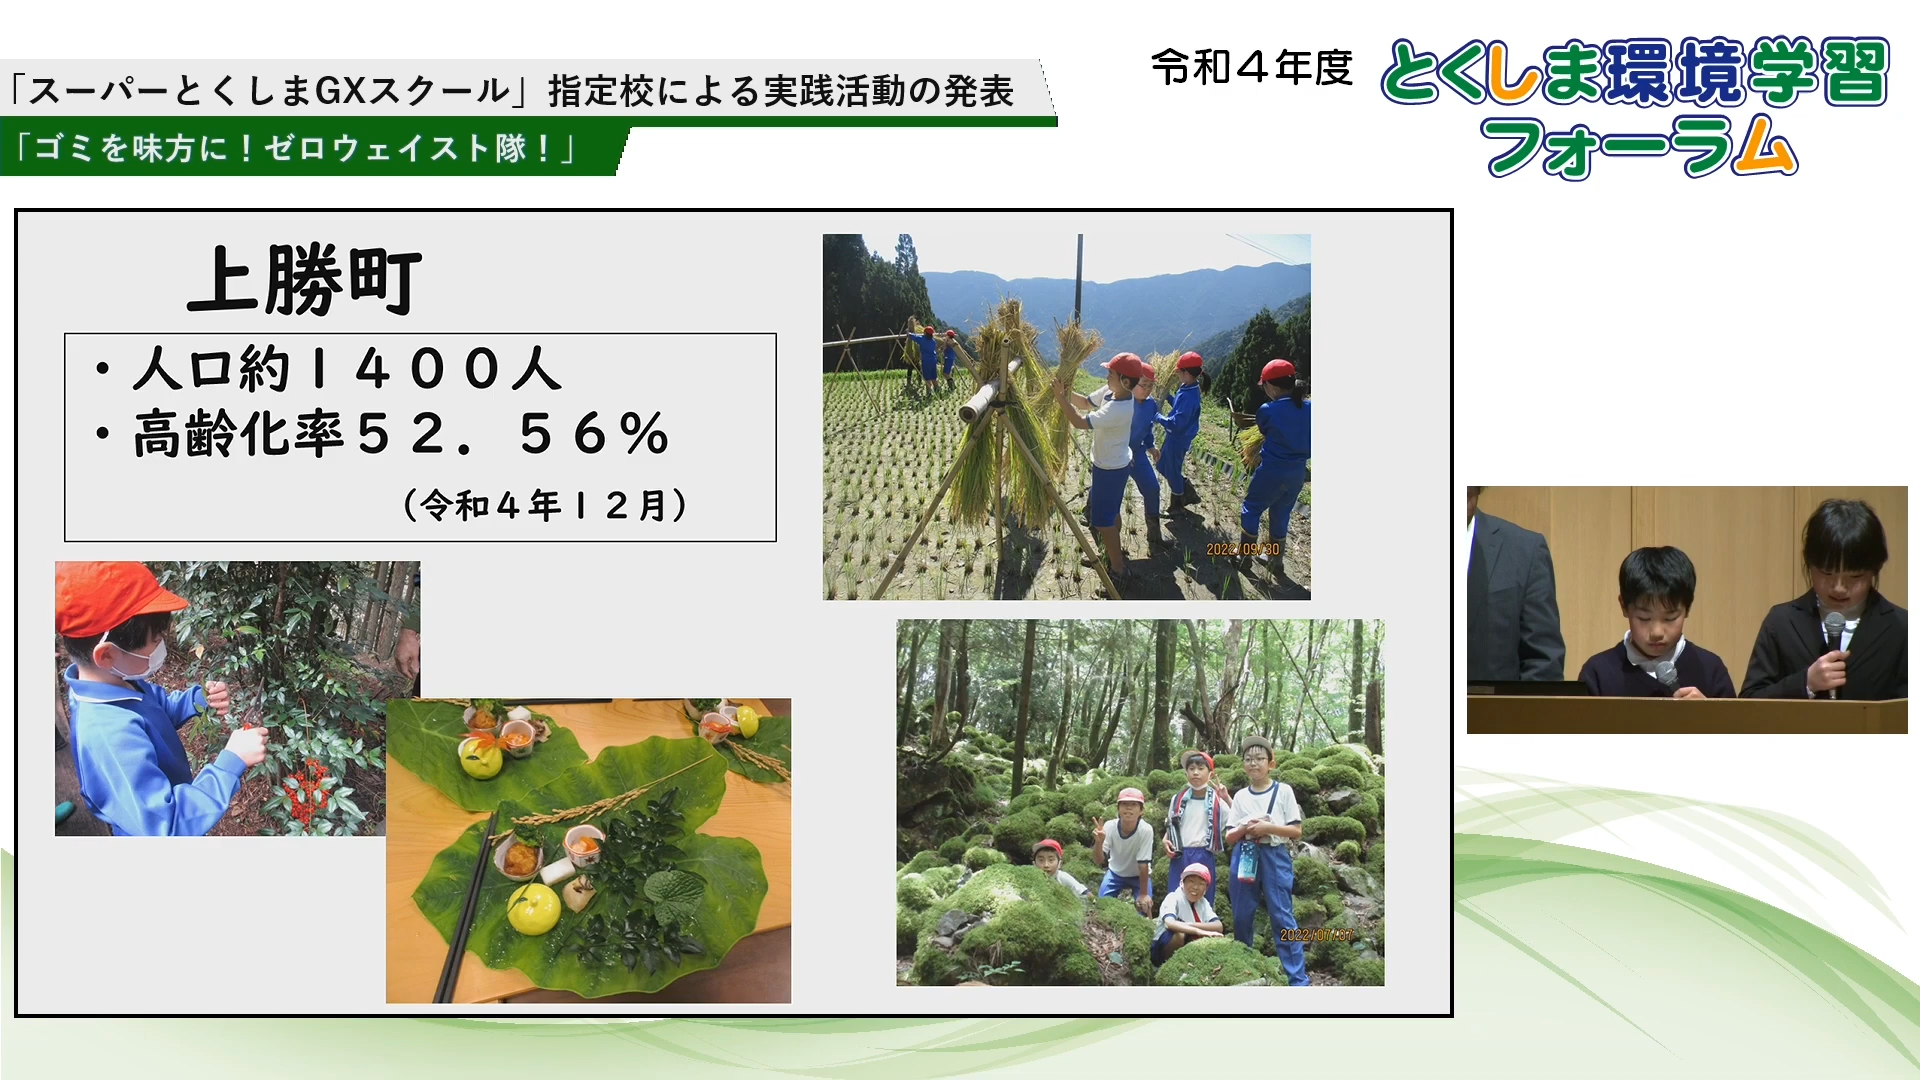 「スーパーとくしまGXスクール」指定校による実践活動の発表
「ゴミを味方に！ゼロウェイスト隊！」
令和４年度
とくしま環境学習
フォーラム
上勝町
・人口約１４００人
・高齢化率５２．５６％
（令和４年１２月）
2022/09/30
2022/07/07